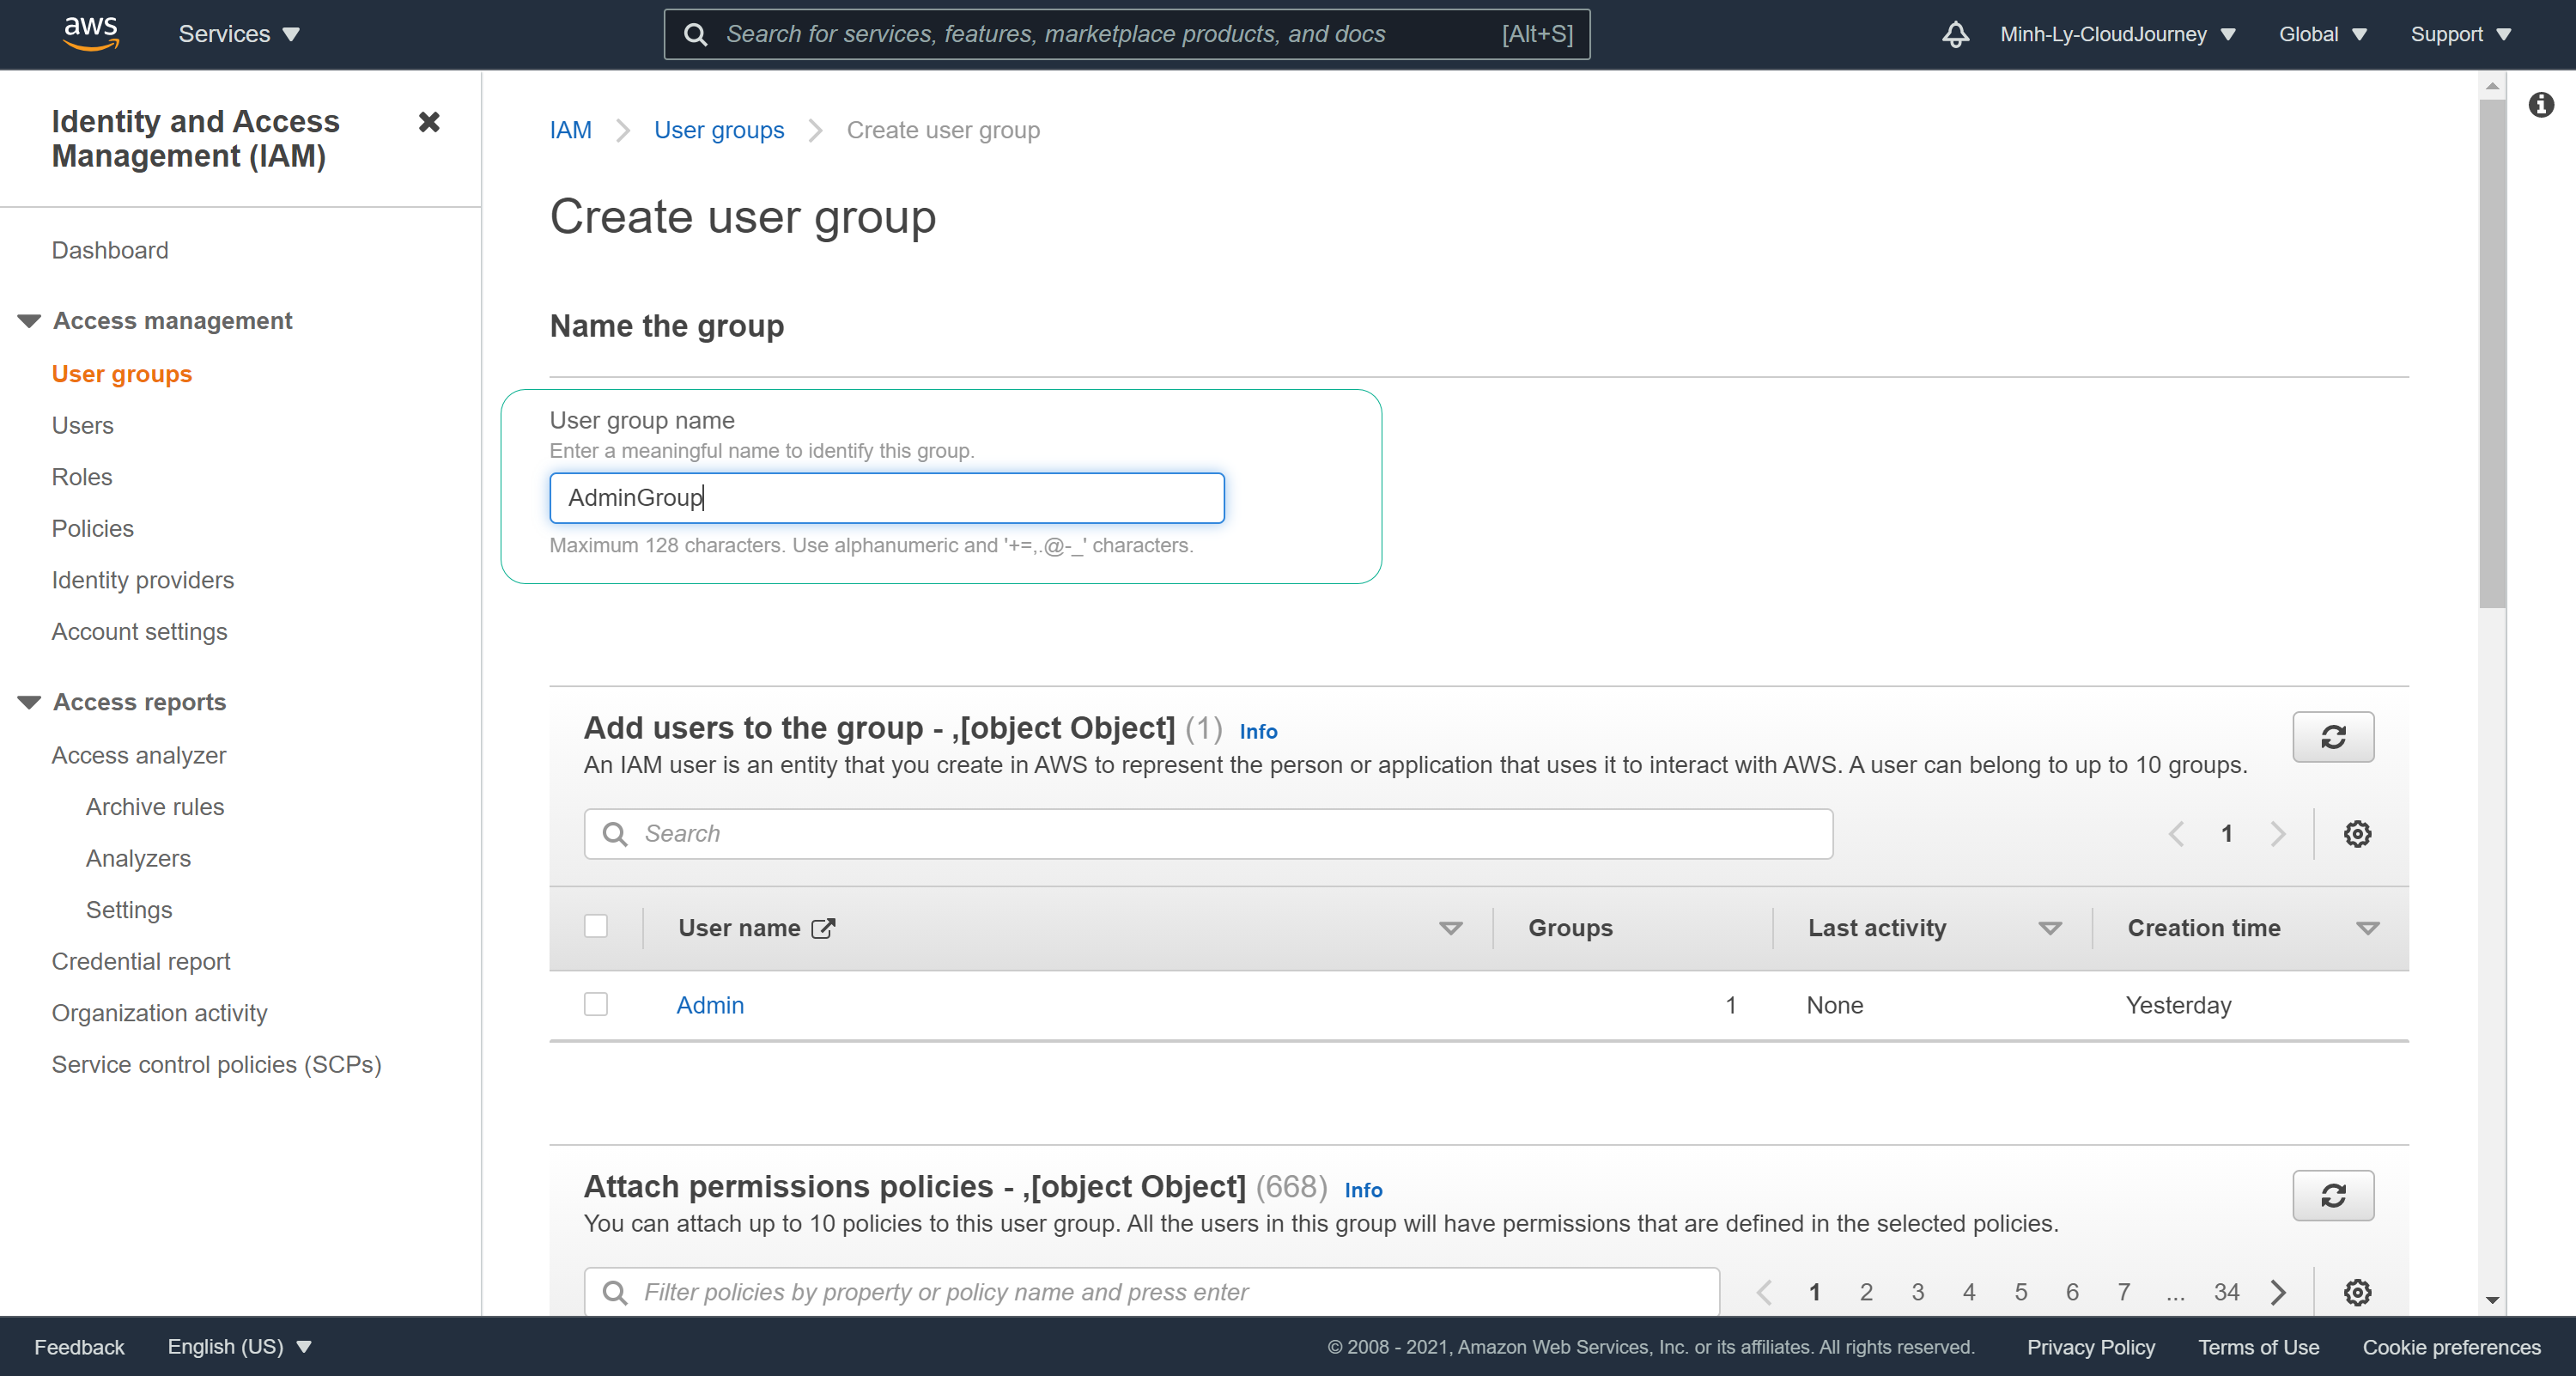 aws
Services
Search for services, features, marketplace products, and docs [Alt+S]
Minh-Ly-CloudJourney
Global
Support
Identity and Access
Management (IAM)
Dashboard
Access management
User groups
Users
Roles
Policies
Identity providers
Account settings
Access reports
Access analyzer
Archive rules
Analyzers
Settings
Credential report
Organization activity
Service control policies (SCPs)
IAM User groups Create user group
Create user group
Name the group
User group name
Enter a meaningful name to identify this group.
AdminGroup
Maximum 128 characters. Use alphanumeric and '+=,.@-_' characters.
Add users to the group - ,[object Object] (1) Info
An IAM user is an entity that you create in AWS to represent the person or application that uses it to interact with AWS. A user can belong to up to 10 groups.
Search
1
User name Groups Last activity Creation time
Admin 1 None Yesterday
Attach permissions policies - ,[object Object] (668) Info
You can attach up to 10 policies to this user group. All the users in this group will have permissions that are defined in the selected policies.
Filter policies by property or policy name and press enter
1 2 3 4 5 6 7 ... 34
Feedback
English (US)
© 2008 - 2021, Amazon Web Services, Inc. or its affiliates. All rights reserved.
Privacy Policy
Terms of Use
Cookie preferences